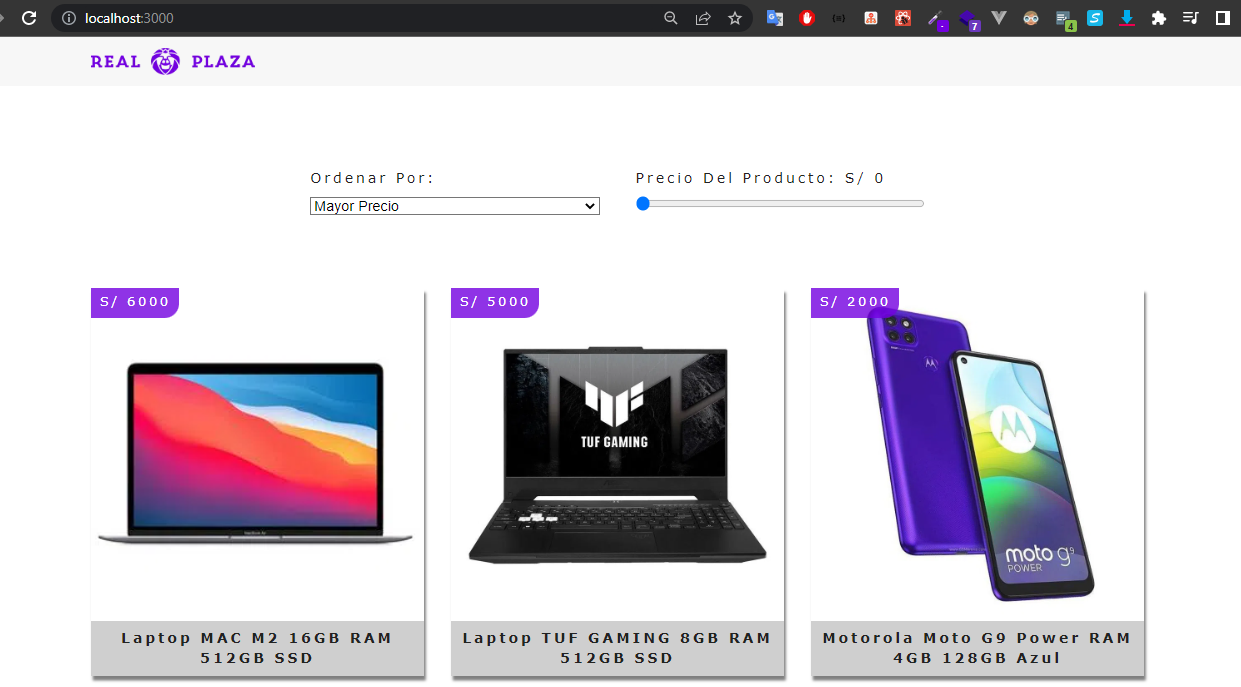 localhost:3000
7
4
REAL PLAZA
Ordenar Por:
Precio Del Producto: S/ 0
Mayor Precio
S/ 6000
S/ 5000
S/ 2000
TUF GAMING
moto g9
POWER
Laptop MAC M2 16GB RAM
512GB SSD
Laptop TUF GAMING 8GB RAM
512GB SSD
Motorola Moto G9 Power RAM
4GB 128GB Azul